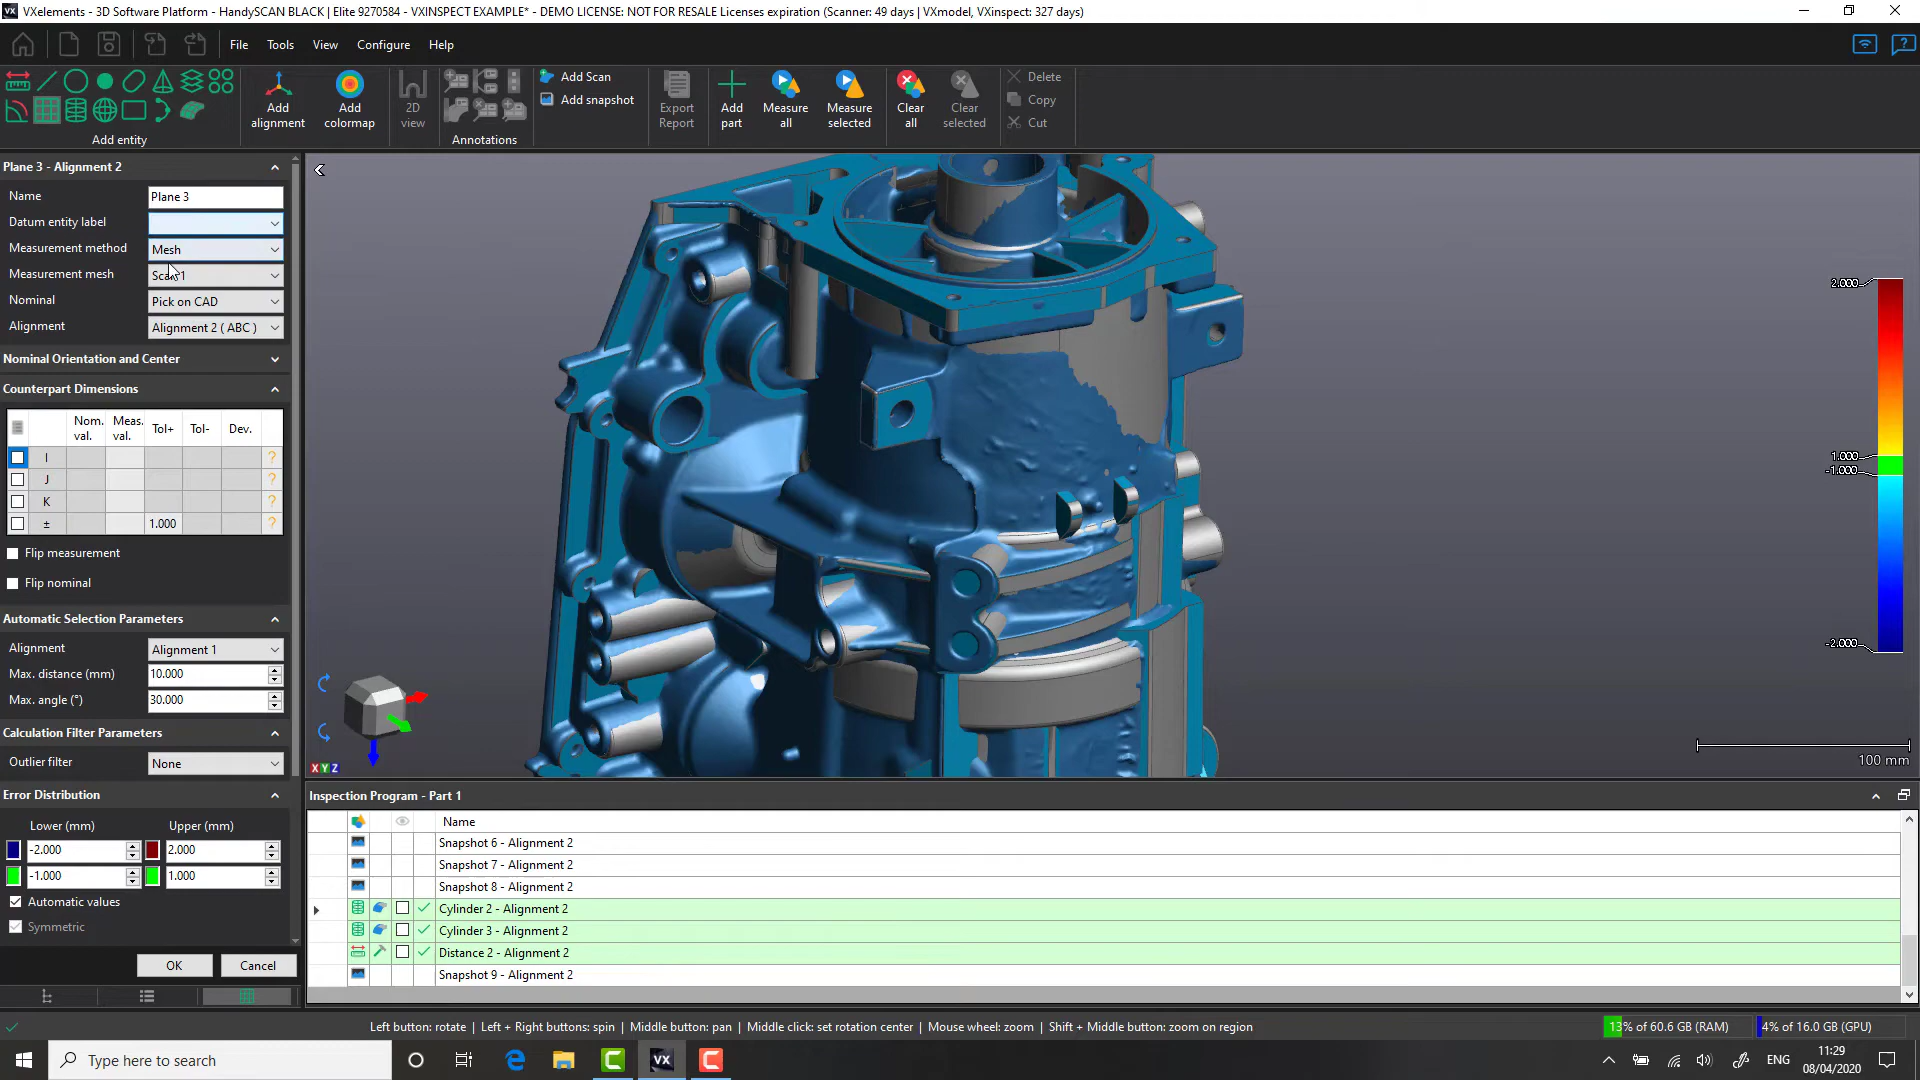 VXelements - 3D Software Platform - HandySCAN BLACK | Elite 9270584 - VXINSPECT EXAMPLE* - DEMO LICENSE: NOT FOR RESALE Licenses expiration (Scanner: 49 days | VXmodel, VXinspect: 327 days)
File Tools View Configure Help
Add entity
Add alignment
Add colormap
2D view
Annotations
Add Scan
Add snapshot
Export Report
Add part
Measure all
Measure selected
Clear all
Clear selected
Delete
Copy
Cut
Plane 3 - Alignment 2
Name Plane 3
Datum entity label
Measurement method Mesh
Measurement mesh Scan 1
Nominal Pick on CAD
Alignment Alignment 2 ( ABC )
Nominal Orientation and Center
Counterpart Dimensions
Nom. val. Meas. val. Tol+ Tol- Dev.
I ?
J ?
K ?
± 1.000 ?
Flip measurement
Flip nominal
Automatic Selection Parameters
Alignment Alignment 1
Max. distance (mm) 10.000
Max. angle (°) 30.000
Calculation Filter Parameters
Outlier filter None
Error Distribution
Lower (mm) Upper (mm)
-2.000 2.000
-1.000 1.000
Automatic values
Symmetric
OK Cancel
XYZ
2.000
1.000
-1.000
-2.000
100 mm
Inspection Program - Part 1
Name
Snapshot 6 - Alignment 2
Snapshot 7 - Alignment 2
Snapshot 8 - Alignment 2
Cylinder 2 - Alignment 2
Cylinder 3 - Alignment 2
Distance 2 - Alignment 2
Snapshot 9 - Alignment 2
Left button: rotate | Left + Right buttons: spin | Middle button: pan | Middle click: set rotation center | Mouse wheel: zoom | Shift + Middle button: zoom on region
13% of 60.6 GB (RAM) 4% of 16.0 GB (GPU)
Type here to search
VX
ENG
11:29
08/04/2020